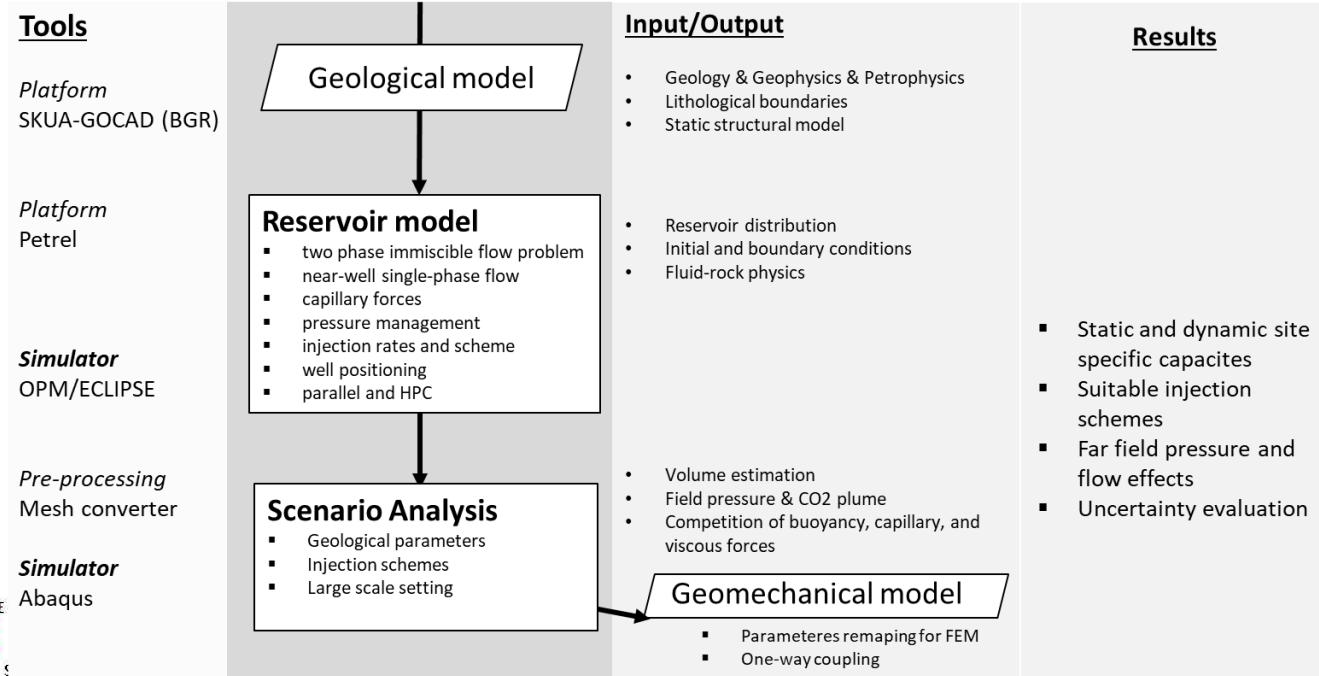 Tools
Platform
SKUA-GOCAD (BGR)
Platform
Petrel
Simulator
OPM/ECLIPSE
Pre-processing
Mesh converter
Simulator
Abaqus
Geological model
Reservoir model
▪ two phase immiscible flow problem
▪ near-well single-phase flow
▪ capillary forces
▪ pressure management
▪ injection rates and scheme
▪ well positioning
▪ parallel and HPC
Scenario Analysis
▪ Geological parameters
▪ Injection schemes
▪ Large scale setting
Input/Output
• Geology & Geophysics & Petrophysics
• Lithological boundaries
• Static structural model
• Reservoir distribution
• Initial and boundary conditions
• Fluid-rock physics
• Volume estimation
• Field pressure & CO2 plume
• Competition of buoyancy, capillary, and
viscous forces
Geomechanical model
▪ Parameteres remaping for FEM
▪ One-way coupling
Results
▪ Static and dynamic site
specific capacites
▪ Suitable injection
schemes
▪ Far field pressure and
flow effects
▪ Uncertainty evaluation